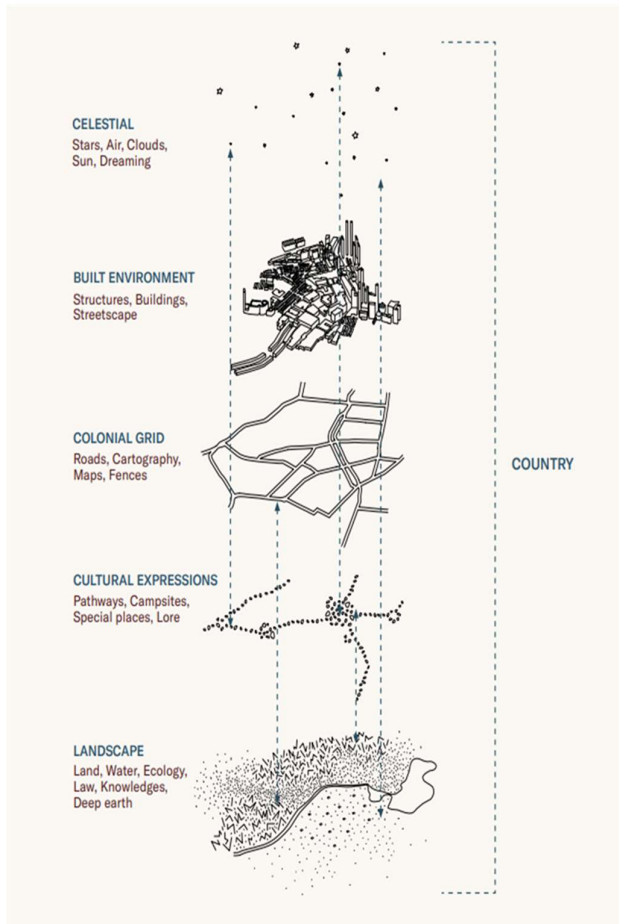 CELESTIAL
Stars, Air, Clouds,
Sun, Dreaming
BUILT ENVIRONMENT
Structures, Buildings,
Streetscape
COLONIAL GRID
Roads, Cartography,
Maps, Fences
COUNTRY
CULTURAL EXPRESSIONS
Pathways, Campsites,
Special places, Lore
LANDSCAPE
Land, Water, Ecology,
Law, Knowledges,
Deep earth